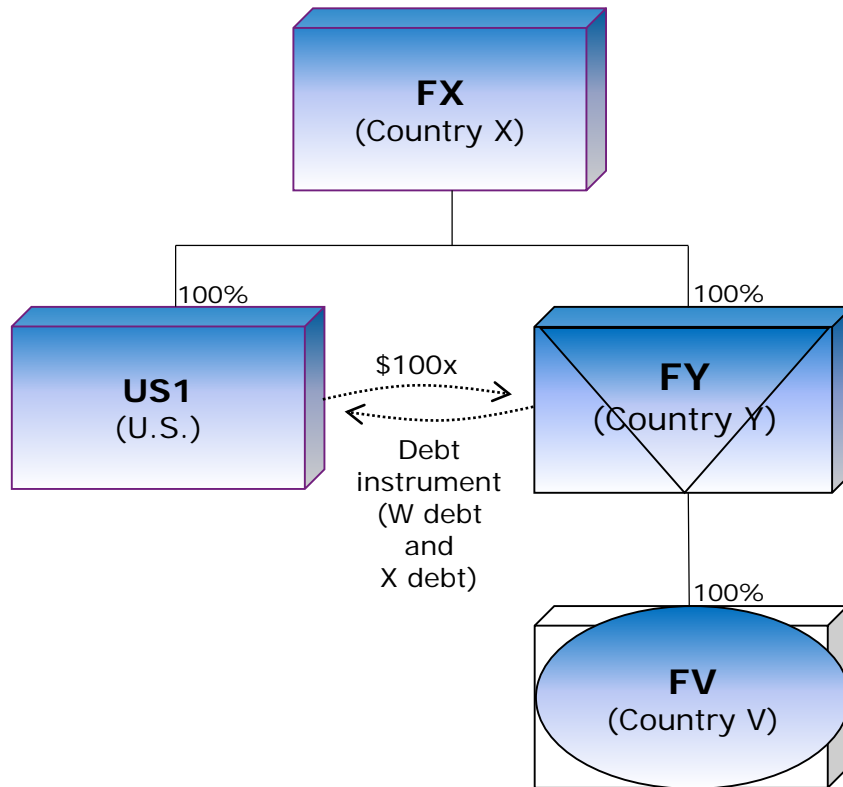 FX
(Country X)
100%
100%
US1
(U.S.)
$100x
FY
(Country Y)
Debt
instrument
(W debt
and
X debt)
100%
FV
(Country V)